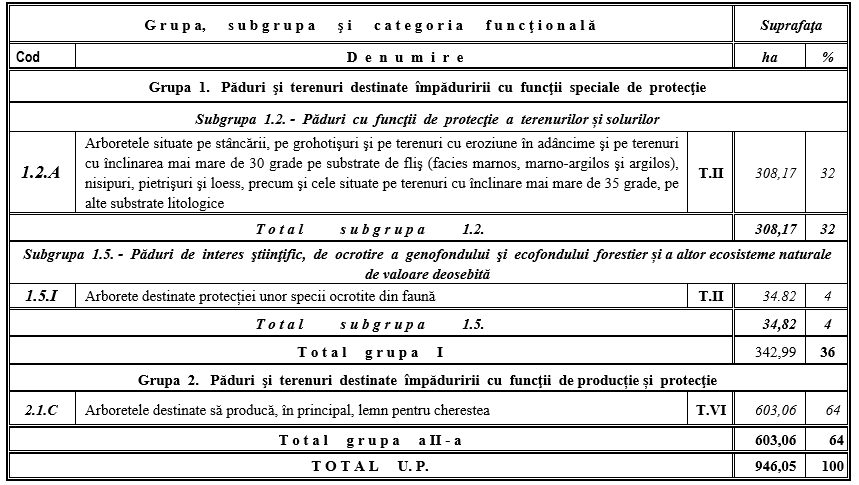 Grupa, subgrupa și categoria funcțională Suprafața
Cod Denumire ha %
Grupa 1. Păduri şi terenuri destinate împăduririi cu funcţii speciale de protecţie
Subgrupa 1.2. - Păduri cu funcţii de protecţie a terenurilor și solurilor
1.2.A Arboretele situate pe stâncării, pe grohotişuri şi pe terenuri cu eroziune în adâncime şi pe terenuri
cu înclinarea mai mare de 30 grade pe substrate de fliş (facies marnos, marno-argilos şi argilos),
nisipuri, pietrişuri şi loess, precum şi cele situate pe terenuri cu înclinare mai mare de 35 grade, pe
alte substrate litologice T.II 308,17 32
Total subgrupa 1.2. 308,17 32
Subgrupa 1.5. - Păduri de interes ştiinţific, de ocrotire a genofondului şi ecofondului forestier și a altor ecosisteme naturale
de valoare deosebită
1.5.I Arborete destinate protecției unor specii ocrotite din faună T.II 34.82 4
Total subgrupa 1.5. 34,82 4
Total grupa I 342,99 36
Grupa 2. Păduri şi terenuri destinate împăduririi cu funcţii de producție și protecţie
2.1.C Arboretele destinate să producă, în principal, lemn pentru cherestea T.VI 603,06 64
Total grupa a II - a 603,06 64
TOTAL U. P. 946,05 100